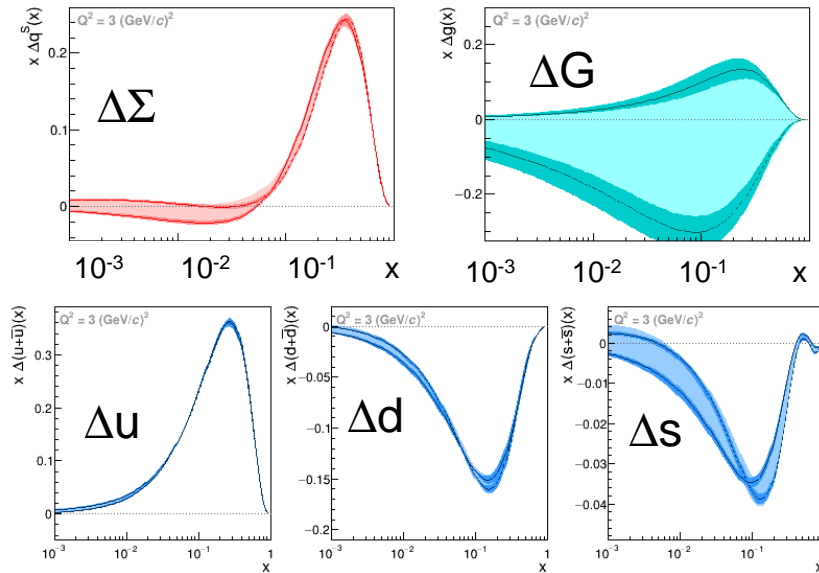 x Δq^S(x)
Q² = 3 (GeV/c)²
ΔΣ
0.2
0.1
0
10⁻³ 10⁻² 10⁻¹ x
x Δg(x)
Q² = 3 (GeV/c)²
ΔG
0.2
0
−0.2
10⁻³ 10⁻² 10⁻¹ x
x Δ(u+u̅)(x)
Q² = 3 (GeV/c)²
Δu
0.3
0.2
0.1
0
10⁻³ 10⁻² 10⁻¹ 1
x
x Δ(d+d̅)(x)
Q² = 3 (GeV/c)²
Δd
0
−0.05
−0.1
−0.15
−0.2
10⁻³ 10⁻² 10⁻¹ 1
x
x Δ(s+s̅)(x)
Q² = 3 (GeV/c)²
Δs
0
−0.01
−0.02
−0.03
−0.04
10⁻³ 10⁻² 10⁻¹
x